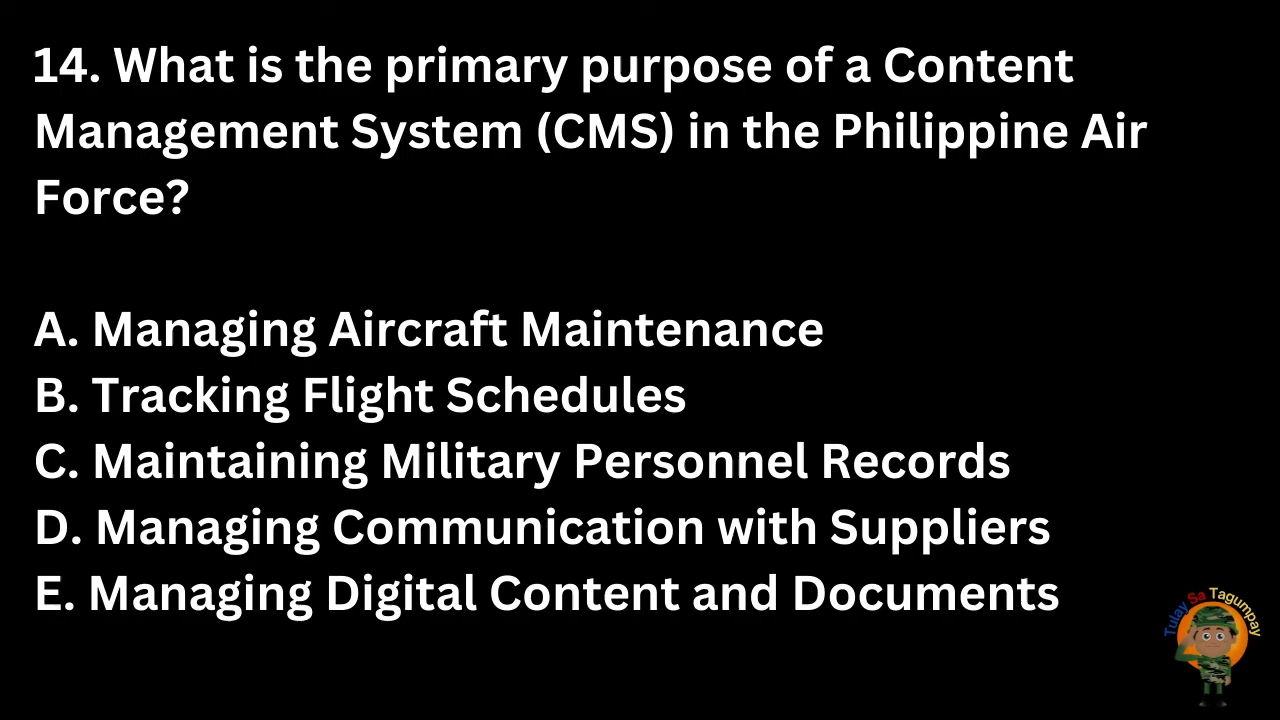 14. What is the primary purpose of a Content
Management System (CMS) in the Philippine Air
Force?
A. Managing Aircraft Maintenance
B. Tracking Flight Schedules
C. Maintaining Military Personnel Records
D. Managing Communication with Suppliers
E. Managing Digital Content and Documents
Tulay Sa Tagumpay